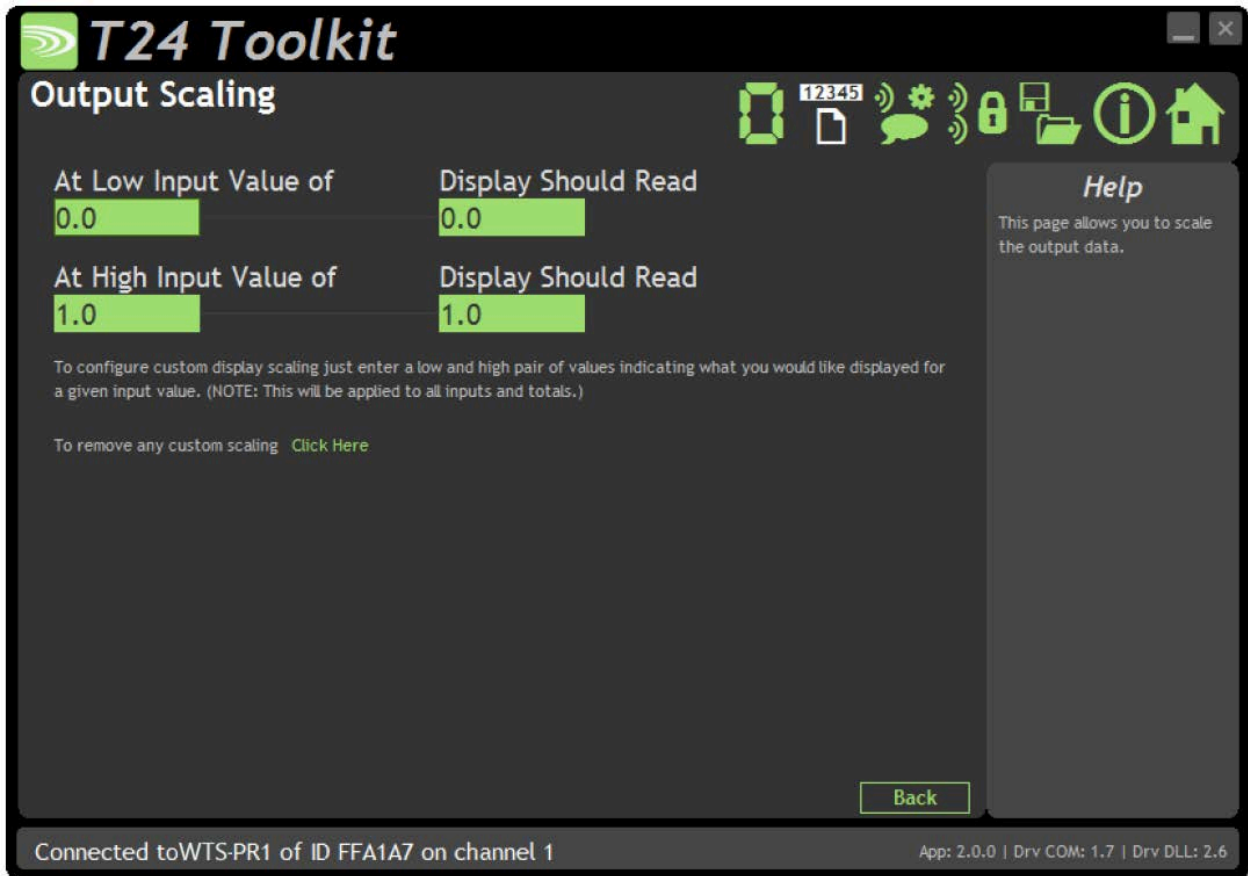 T24 Toolkit
Output Scaling
12345
At Low Input Value of
Display Should Read
0.0
0.0
At High Input Value of
Display Should Read
1.0
1.0
To configure custom display scaling just enter a low and high pair of values indicating what you would like displayed for
a given input value. (NOTE: This will be applied to all inputs and totals.)
To remove any custom scaling Click Here
Help
This page allows you to scale
the output data.
Back
Connected toWTS-PR1 of ID FFA1A7 on channel 1
App: 2.0.0 | Drv COM: 1.7 | Drv DLL: 2.6